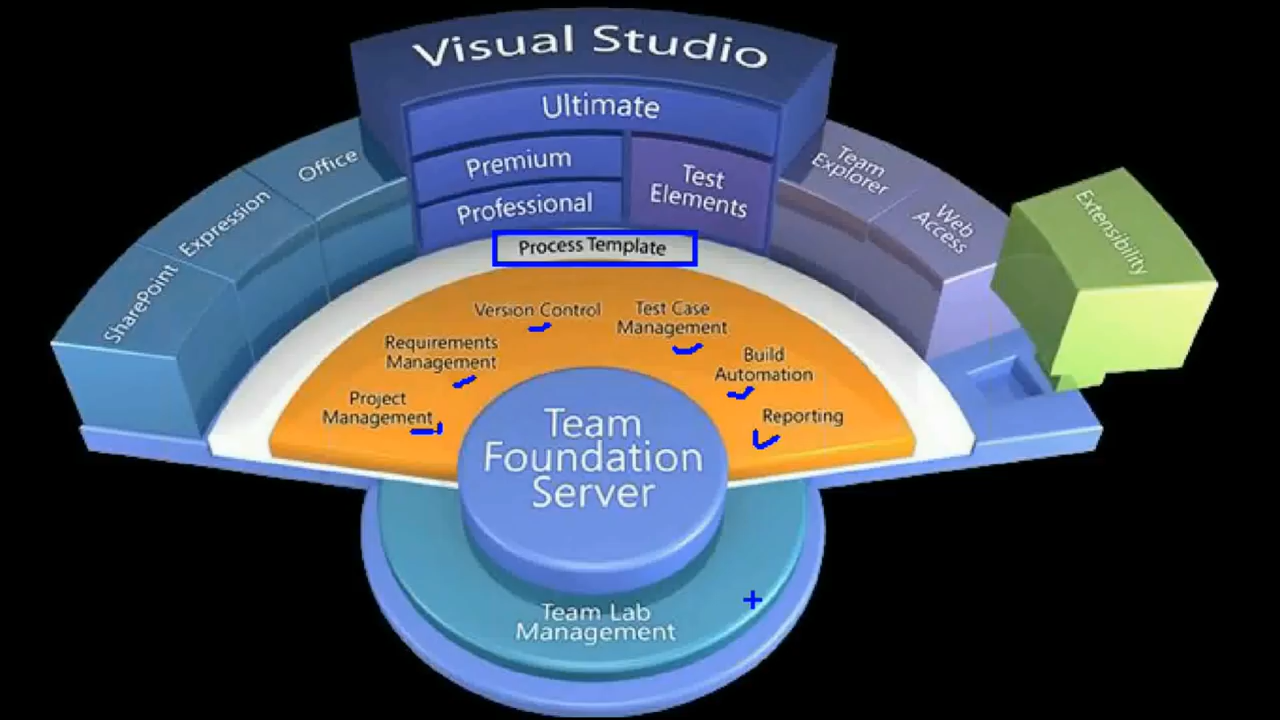 Visual Studio
Ultimate
Premium
Professional
Test
Elements
Office
Expression
SharePoint
Team
Explorer
Web
Access
Extensibility
Process Template
Version Control
Test Case
Management
Requirements
Management
Build
Automation
Project
Management
Reporting
Team
Foundation
Server
Team Lab
Management